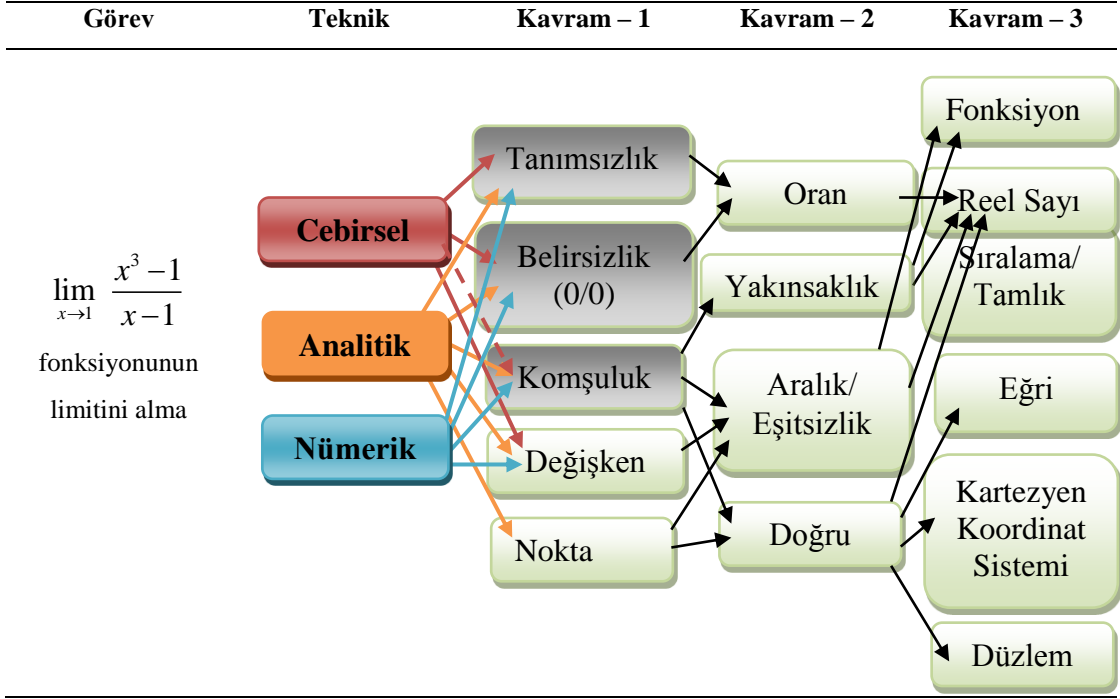 Görev Teknik Kavram – 1 Kavram – 2 Kavram – 3
lim x→1 (x³ − 1)/(x − 1)
fonksiyonunun
limitini alma
Cebirsel
Analitik
Nümerik
Tanımsızlık
Belirsizlik
(0/0)
Komşuluk
Değişken
Nokta
Oran
Yakınsaklık
Aralık/
Eşitsizlik
Doğru
Fonksiyon
Reel Sayı
Sıralama/
Tamlık
Eğri
Kartezyen
Koordinat
Sistemi
Düzlem